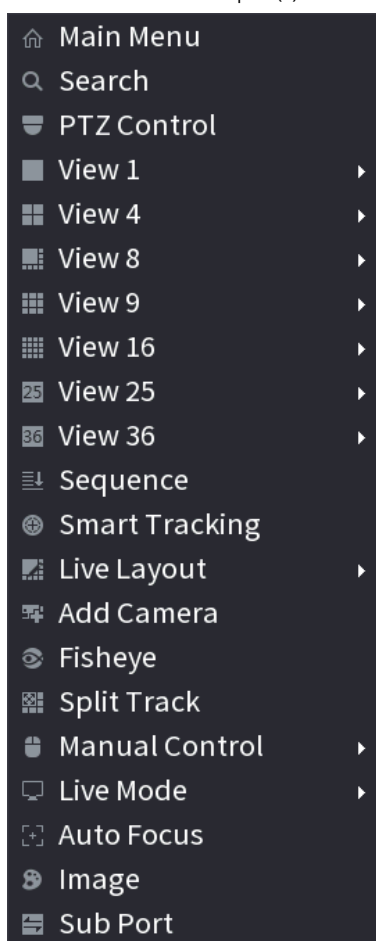 Main Menu
Search
PTZ Control
View 1
View 4
View 8
View 9
View 16
25 View 25
36 View 36
Sequence
Smart Tracking
Live Layout
Add Camera
Fisheye
Split Track
Manual Control
Live Mode
Auto Focus
Image
Sub Port